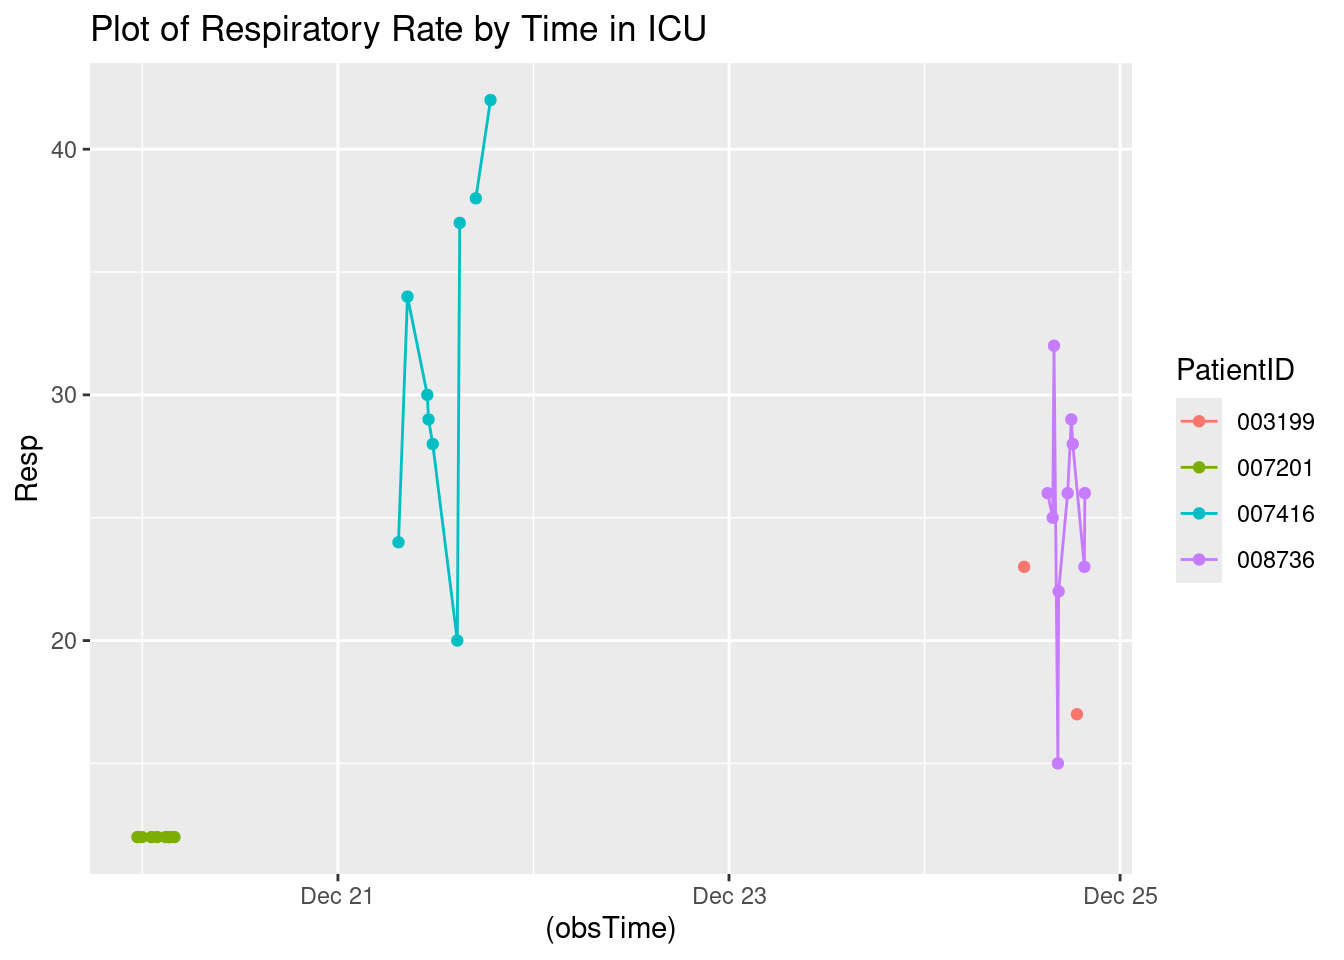 Plot of Respiratory Rate by Time in ICU
40
30
20
Resp
Dec 21
Dec 23
Dec 25
(obsTime)
PatientID
003199
007201
007416
008736